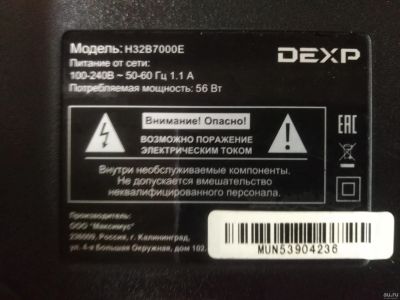 Модель: H32B7000E
DEXP
Питание от сети:
100-240В ~ 50-60 Гц 1.1 А
Потребляемая мощность: 56 Вт
Внимание! Опасно!
ВОЗМОЖНО ПОРАЖЕНИЕ
ЭЛЕКТРИЧЕСКИМ ТОКОМ
EAC
Внутри необслуживаемые компоненты.
Не допускается вмешательство
неквалифицированного персонала.
Производитель:
ООО "Максимус"
236009, Россия, г. Калининград,
ул. 4-я Большая Окружная, дом 102.
MUN53904236
au.ru